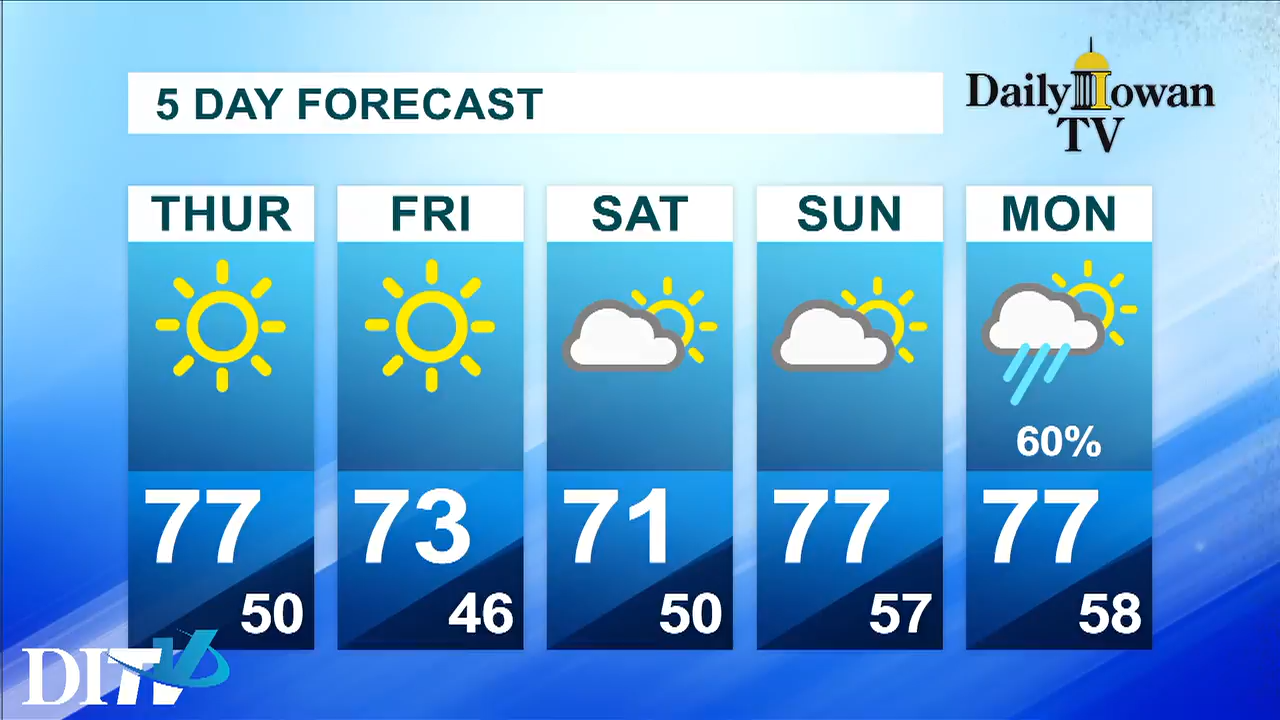 5 DAY FORECAST
Daily Iowan
TV
THUR FRI SAT SUN MON
60%
77 73 71 77 77
50 46 50 57 58
DITV